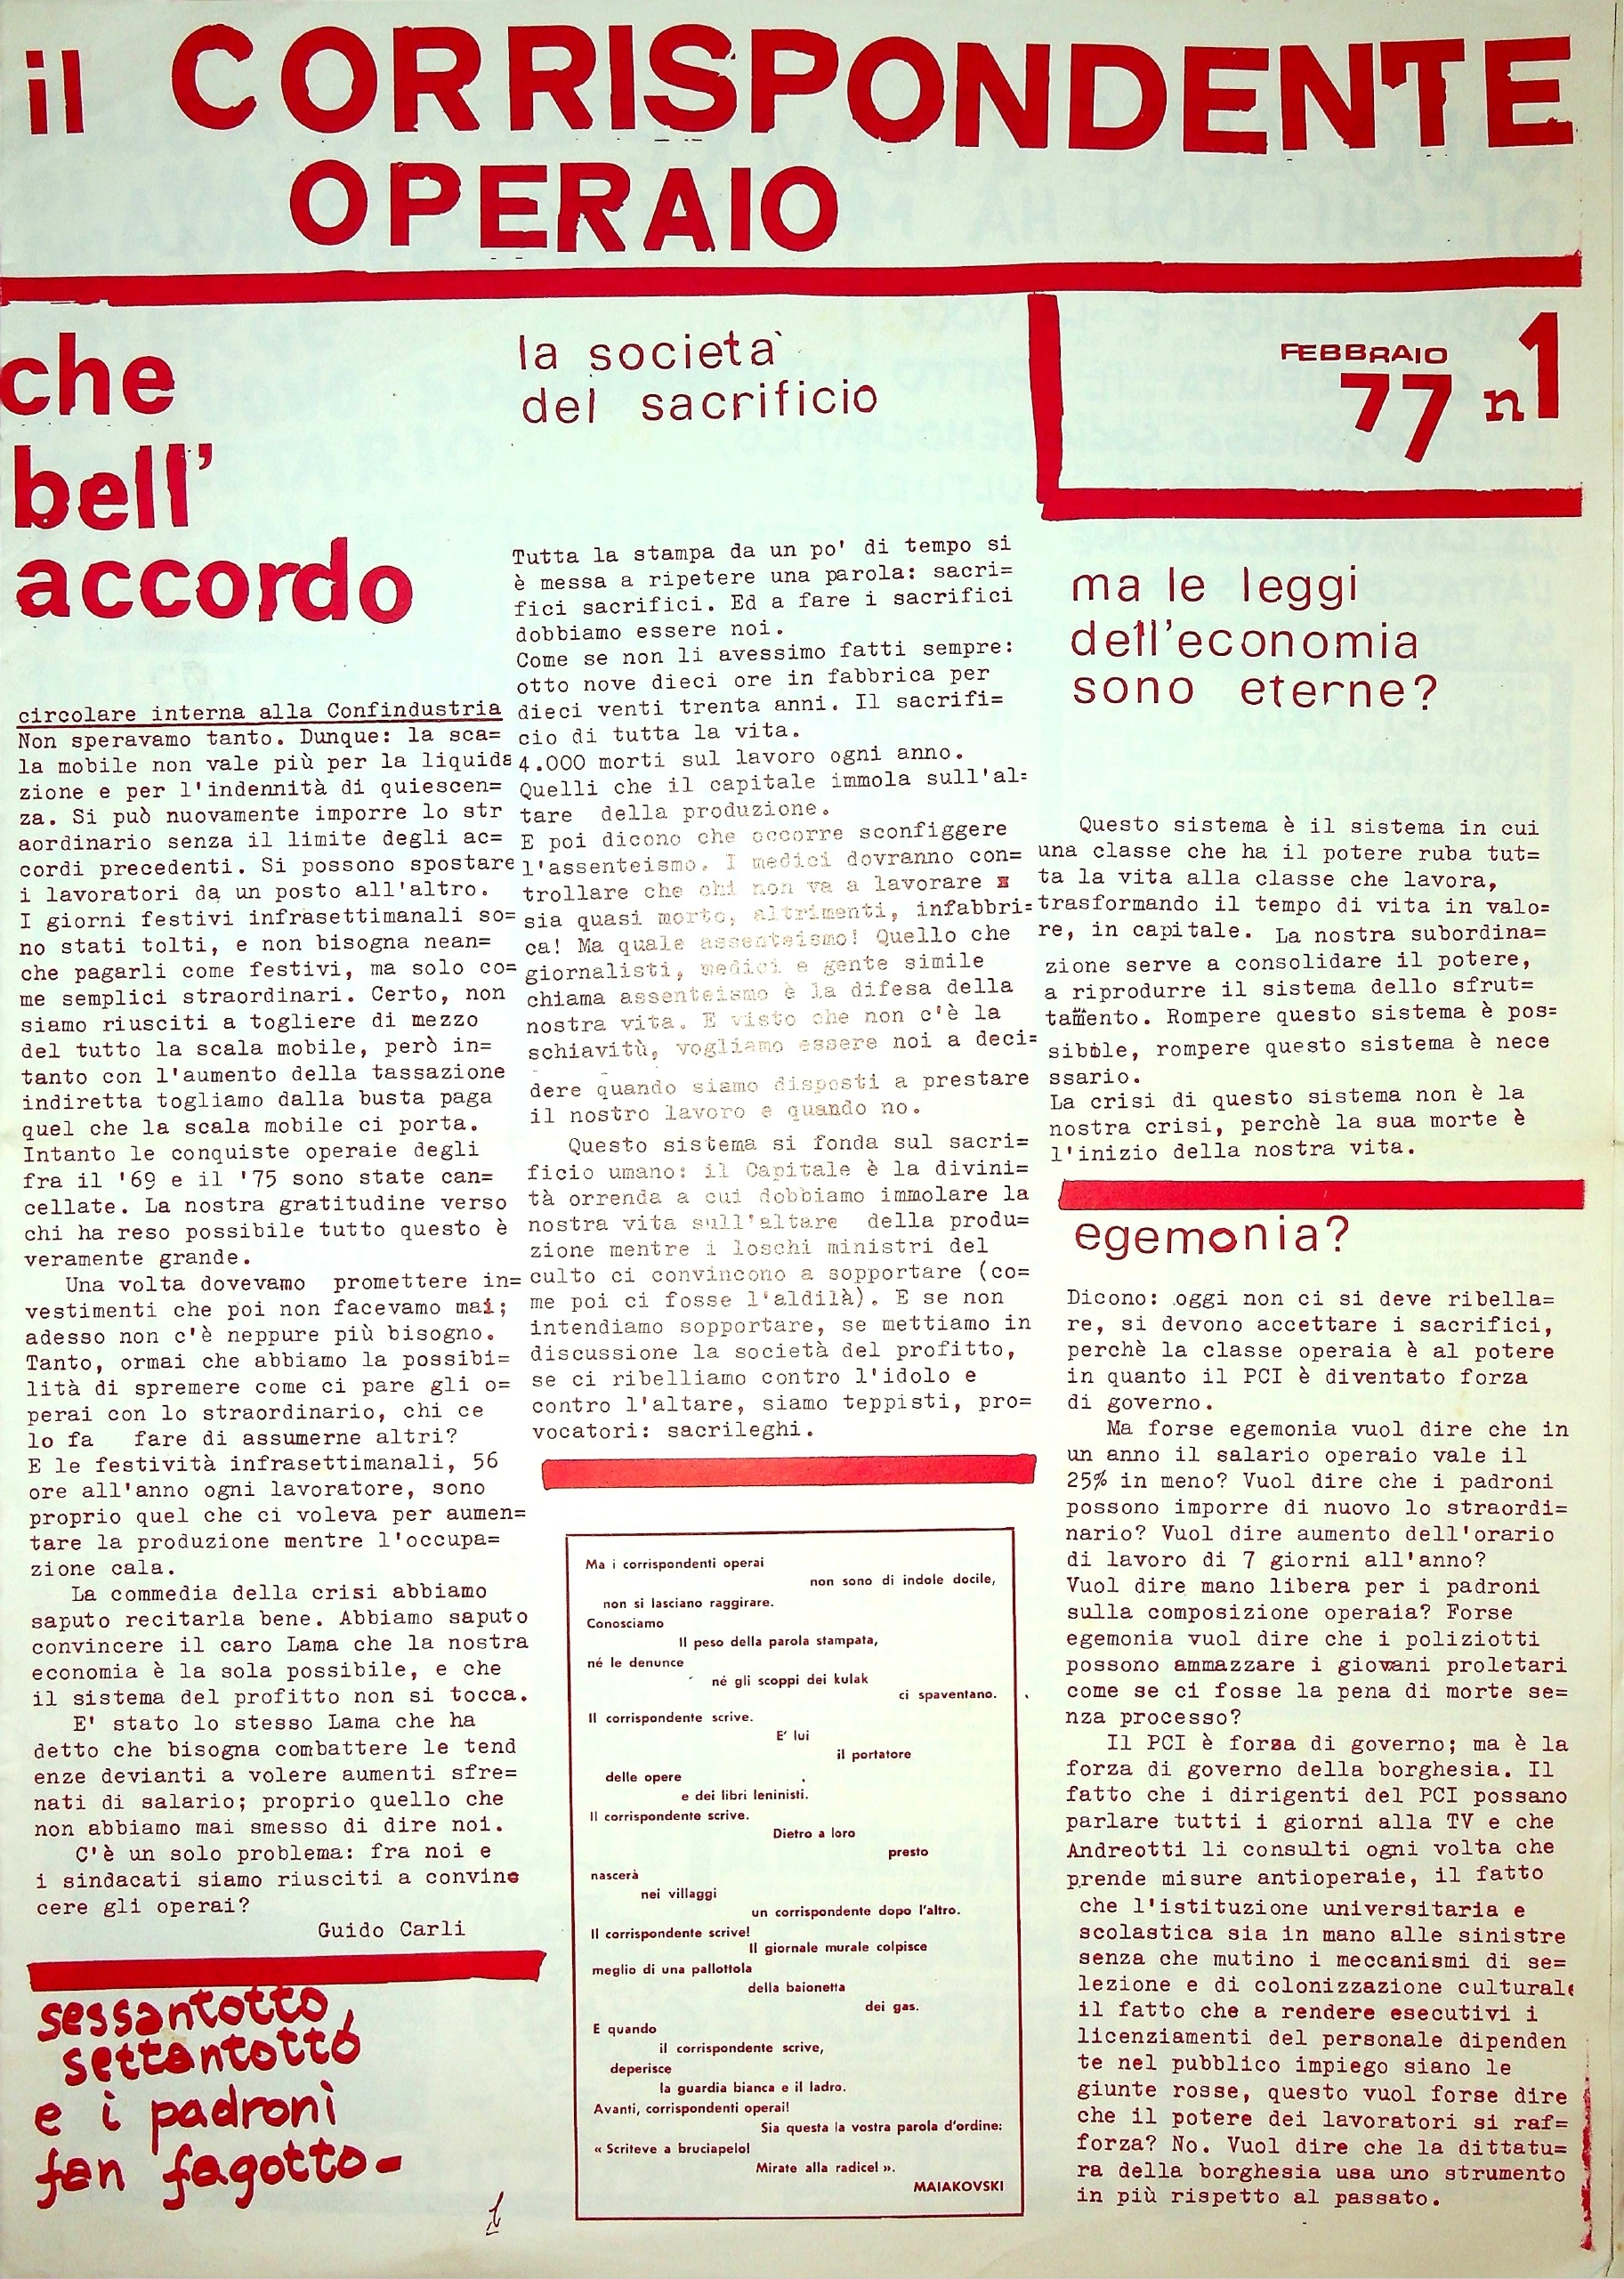 il CORRISPONDENTE
OPERAIO
FEBBRAIO
77 n1
che
bell'
accordo
circolare interna alla Confindustria
Non speravamo tanto. Dunque: la sca=
la mobile non vale più per la liquida
zione e per l'indennità di quiescen=
za. Si può nuovamente imporre lo str
aordinario senza il limite degli ac=
cordi precedenti. Si possono spostare
i lavoratori da un posto all'altro.
I giorni festivi infrasettimanali so=
no stati tolti, e non bisogna nean=
che pagarli come festivi, ma solo co=
me semplici straordinari. Certo, non
siamo riusciti a togliere di mezzo
del tutto la scala mobile, però in=
tanto con l'aumento della tassazione
indiretta togliamo dalla busta paga
quel che la scala mobile ci porta.
Intanto le conquiste operaie degli
fra il '69 e il '75 sono state can=
cellate. La nostra gratitudine verso
chi ha reso possibile tutto questo è
veramente grande.
Una volta dovevamo promettere in=
vestimenti che poi non facevamo mai;
adesso non c'è neppure più bisogno.
Tanto, ormai che abbiamo la possibi=
lità di spremere come ci pare gli o=
perai con lo straordinario, chi ce
lo fa fare di assumerne altri?
E le festività infrasettimanali, 56
ore all'anno ogni lavoratore, sono
proprio quel che ci voleva per aumen=
tare la produzione mentre l'occupa=
zione cala.
La commedia della crisi abbiamo
saputo recitarla bene. Abbiamo saputo
convincere il caro Lama che la nostra
economia è la sola possibile, e che
il sistema del profitto non si tocca.
E' stato lo stesso Lama che ha
detto che bisogna combattere le tend
enze devianti a volere aumenti sfre=
nati di salario; proprio quello che
non abbiamo mai smesso di dire noi.
C'è un solo problema: fra noi e
i sindacati siamo riusciti a convine
cere gli operai?
Guido Carli
sessantotto,
settantotto
e i padroni
fan fagotto-
1
la societa`
del sacrificio
Tutta la stampa da un po' di tempo si
è messa a ripetere una parola: sacri=
fici sacrifici. Ed a fare i sacrifici
dobbiamo essere noi.
Come se non li avessimo fatti sempre:
otto nove dieci ore in fabbrica per
dieci venti trenta anni. Il sacrifi=
cio di tutta la vita.
4.000 morti sul lavoro ogni anno.
Quelli che il capitale immola sull'al=
tare della produzione.
E poi dicono che occorre sconfiggere
l'assenteismo. I medici dovranno con=
trollare che chi non va a lavorare
sia quasi morto, altrimenti, infabbri=
ca! Ma quale assenteismo! Quello che
giornalisti, medici e gente simile
chiama assenteismo è la difesa della
nostra vita. E visto che non c'è la
schiavitù, vogliamo essere noi a deci=
dere quando siamo disposti a prestare
il nostro lavoro e quando no.
Questo sistema si fonda sul sacri=
ficio umano: il Capitale è la divini=
tà orrenda a cui dobbiamo immolare la
nostra vita sull'altare della produ=
zione mentre i loschi ministri del
culto ci convincono a sopportare (co=
me poi ci fosse l'aldilà). E se non
intendiamo sopportare, se mettiamo in
discussione la società del profitto,
se ci ribelliamo contro l'idolo e
contro l'altare, siamo teppisti, pro=
vocatori: sacrileghi.
Ma i corrispondenti operai
non sono di indole docile,
non si lasciano raggirare.
Conosciamo
Il peso della parola stampata,
né le denunce
né gli scoppi dei kulak
ci spaventano.
Il corrispondente scrive.
E' lui
il portatore
delle opere
e dei libri leninisti.
Il corrispondente scrive.
Dietro a loro
presto
nascerà
nei villaggi
un corrispondente dopo l'altro.
Il corrispondente scrive!
Il giornale murale colpisce
meglio di una pallottola
della baionetta
dei gas.
E quando
il corrispondente scrive,
deperisce
la guardia bianca e il ladro.
Avanti, corrispondenti operai!
Sia questa la vostra parola d'ordine:
« Scriteve a bruciapelo!
Mirate alla radice! ».
MAIAKOVSKI
ma le leggi
dell'economia
sono eterne?
Questo sistema è il sistema in cui
una classe che ha il potere ruba tut=
ta la vita alla classe che lavora,
trasformando il tempo di vita in valo=
re, in capitale. La nostra subordina=
zione serve a consolidare il potere,
a riprodurre il sistema dello sfrut=
tamento. Rompere questo sistema è pos=
sibile, rompere questo sistema è nece
ssario.
La crisi di questo sistema non è la
nostra crisi, perchè la sua morte è
l'inizio della nostra vita.
egemonia?
Dicono: oggi non ci si deve ribella=
re, si devono accettare i sacrifici,
perchè la classe operaia è al potere
in quanto il PCI è diventato forza
di governo.
Ma forse egemonia vuol dire che in
un anno il salario operaio vale il
25% in meno? Vuol dire che i padroni
possono imporre di nuovo lo straordi=
nario? Vuol dire aumento dell'orario
di lavoro di 7 giorni all'anno?
Vuol dire mano libera per i padroni
sulla composizione operaia? Forse
egemonia vuol dire che i poliziotti
possono ammazzare i giovani proletari
come se ci fosse la pena di morte se=
nza processo?
Il PCI è forza di governo; ma è la
forza di governo della borghesia. Il
fatto che i dirigenti del PCI possano
parlare tutti i giorni alla TV e che
Andreotti li consulti ogni volta che
prende misure antioperaie, il fatto
che l'istituzione universitaria e
scolastica sia in mano alle sinistre
senza che mutino i meccanismi di se=
lezione e di colonizzazione culturale
il fatto che a rendere esecutivi i
licenziamenti del personale dipenden
te nel pubblico impiego siano le
giunte rosse, questo vuol forse dire
che il potere dei lavoratori si raf=
forza? No. Vuol dire che la dittatu=
ra della borghesia usa uno strumento
in più rispetto al passato.